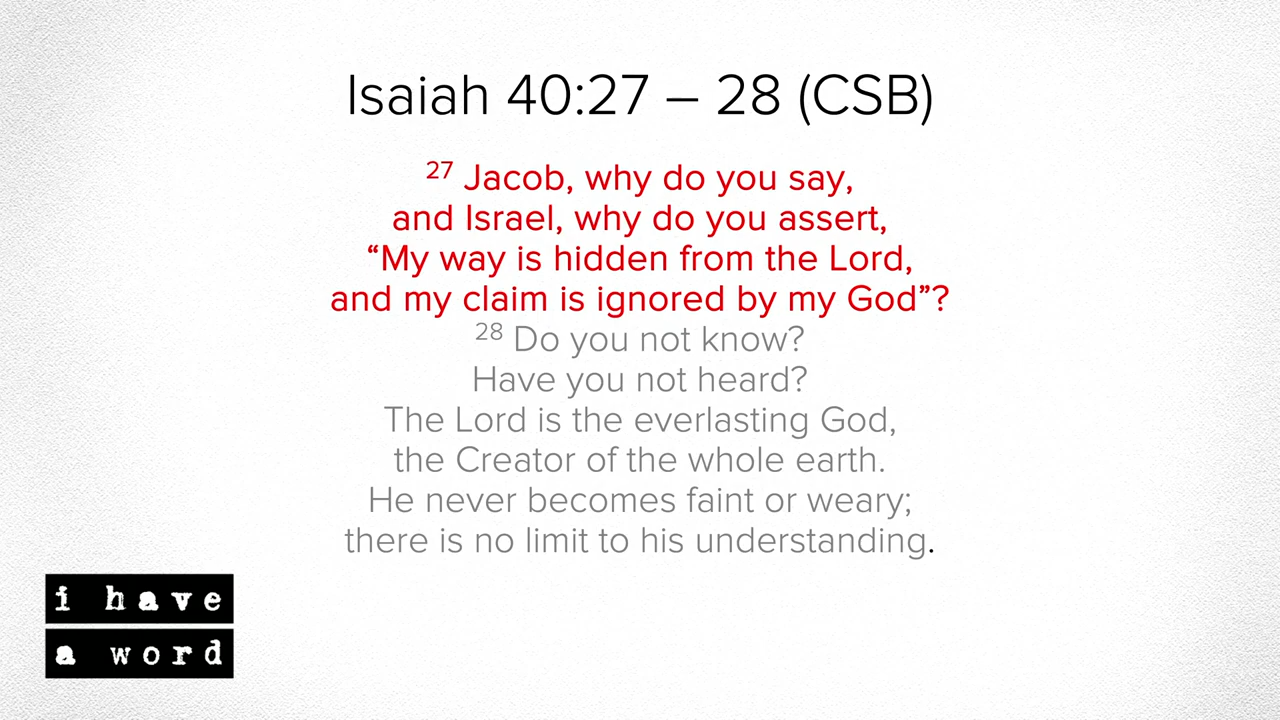 Isaiah 40:27 – 28 (CSB)
27 Jacob, why do you say,
and Israel, why do you assert,
“My way is hidden from the Lord,
and my claim is ignored by my God”?
28 Do you not know?
Have you not heard?
The Lord is the everlasting God,
the Creator of the whole earth.
He never becomes faint or weary;
there is no limit to his understanding.
i have
a word